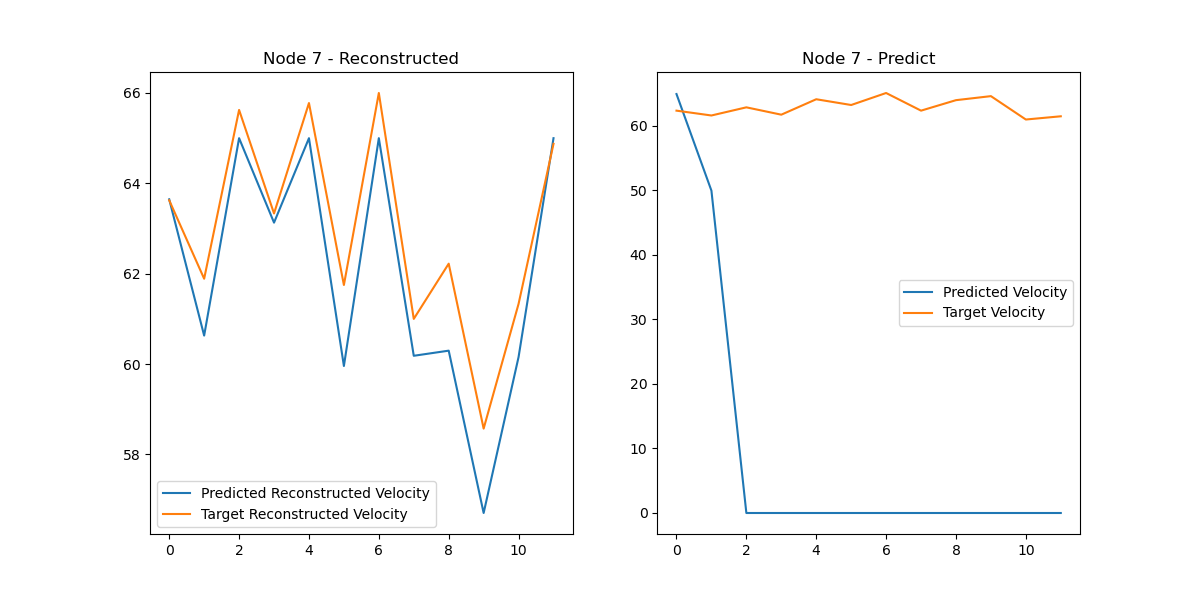 Node 7 - Reconstructed
66
64
62
60
58
0 2 4 6 8 10
Predicted Reconstructed Velocity
Target Reconstructed Velocity
Node 7 - Predict
60
50
40
30
20
10
0
0 2 4 6 8 10
Predicted Velocity
Target Velocity